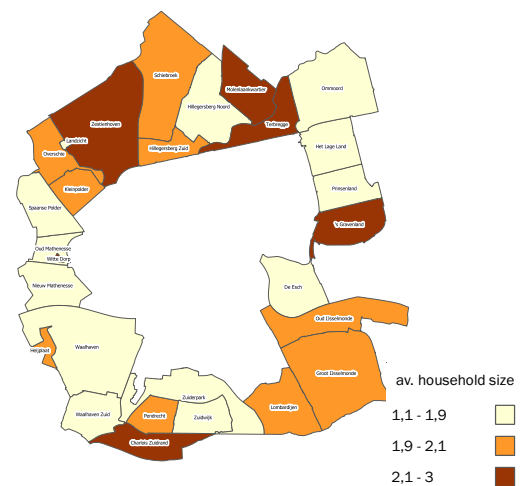 Schiebroek
Molenlaankwartier
Ommoord
Hillegersberg Noord
Zestienhoven
Terbregge
Landzicht
Hillegersberg Zuid
Het Lage Land
Overschie
Kleinpolder
Prinsenland
Spaanse Polder
's Gravenland
Oud Mathenesse
Witte Dorp
Nieuw Mathenesse
De Esch
Oud IJsselmonde
Heijplaat
Waalhaven
Groot IJsselmonde
av. household size
Zuiderpark
Lombardijen
Waalhaven Zuid
Pendrecht
Zuidwijk
1,1 - 1,9
Charlois Zuidrand
1,9 - 2,1
2,1 - 3